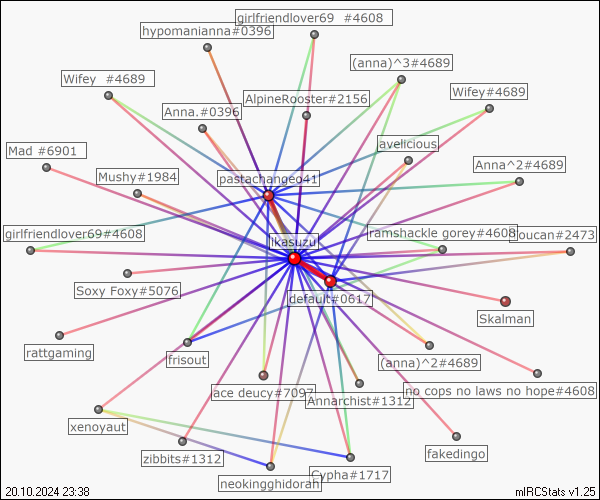 girlfriendlover69 #4608
hypomanianna#0396
(anna)^3#4689
Wifey #4689
Wifey#4689
AlpineRooster#2156
Anna.#0396
avelicious
Mad #6901
Anna^2#4689
Mushy#1984
pastachange041
girlfriendlover69#4608
ramshackle gorey#4608
oucan#2473
likasuzuk
Soxy Foxy#5076
default#0617
Skalman
rattgaming
frisout
(anna)^2#4689
ace deucy#7097
no cops no laws no hope#4608
Annarchist#1312
xenoyaut
zibbits#1312
fakedingo
Cypha#1717
neokingghidorah
20.10.2024 23:38
mIRCStats v1.25